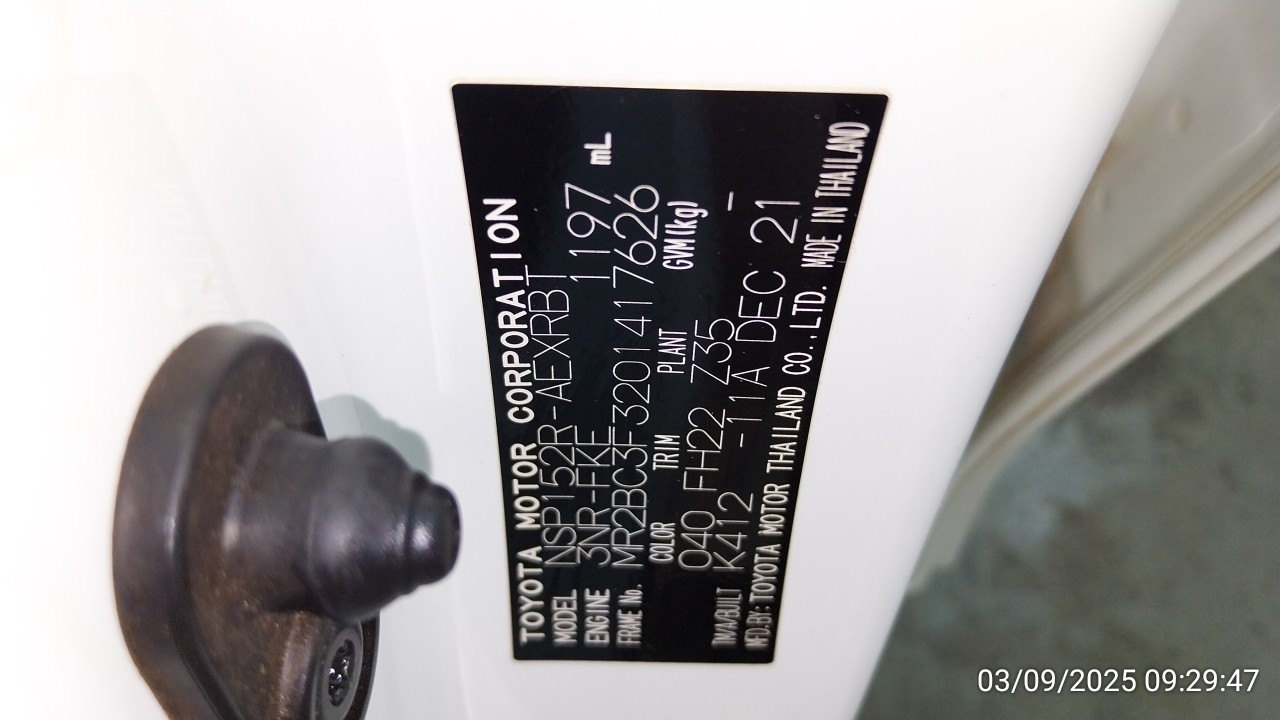 TOYOTA MOTOR CORPORATION
MODEL NSP152R-AEXRBT
ENGINE 3NR-FKE 1197 mL
FRAME No. MR2BC3F3201417626
COLOR TRIM PLANT GVM(kg)
040 FH22 Z35 -
TM/A/BUILT K412 -11A DEC 21
MFD.BY: TOYOTA MOTOR THAILAND CO.,LTD. MADE IN THAILAND
03/09/2025 09:29:47